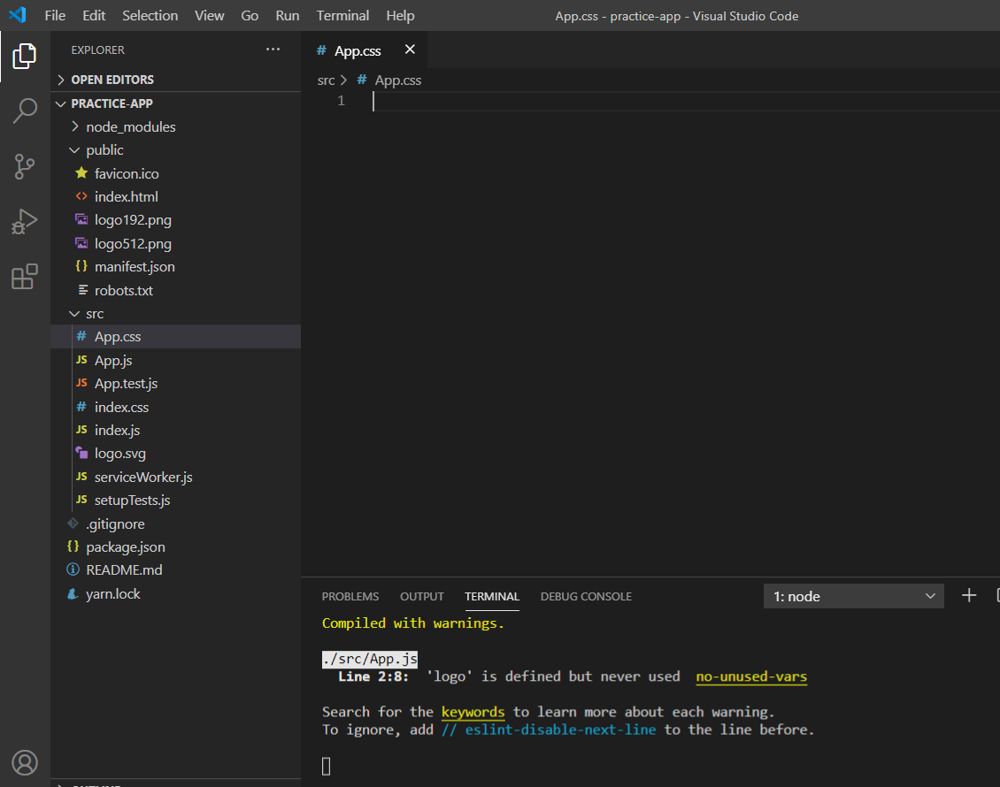 File Edit Selection View Go Run Terminal Help
App.css - practice-app - Visual Studio Code
EXPLORER
OPEN EDITORS
PRACTICE-APP
node_modules
public
favicon.ico
index.html
logo192.png
logo512.png
manifest.json
robots.txt
src
# App.css
JS App.js
JS App.test.js
# index.css
JS index.js
logo.svg
JS serviceWorker.js
JS setupTests.js
.gitignore
{} package.json
README.md
yarn.lock
# App.css
src > # App.css
1
PROBLEMS OUTPUT TERMINAL DEBUG CONSOLE
1: node
Compiled with warnings.
./src/App.js
Line 2:8: 'logo' is defined but never used no-unused-vars
Search for the keywords to learn more about each warning.
To ignore, add // eslint-disable-next-line to the line before.